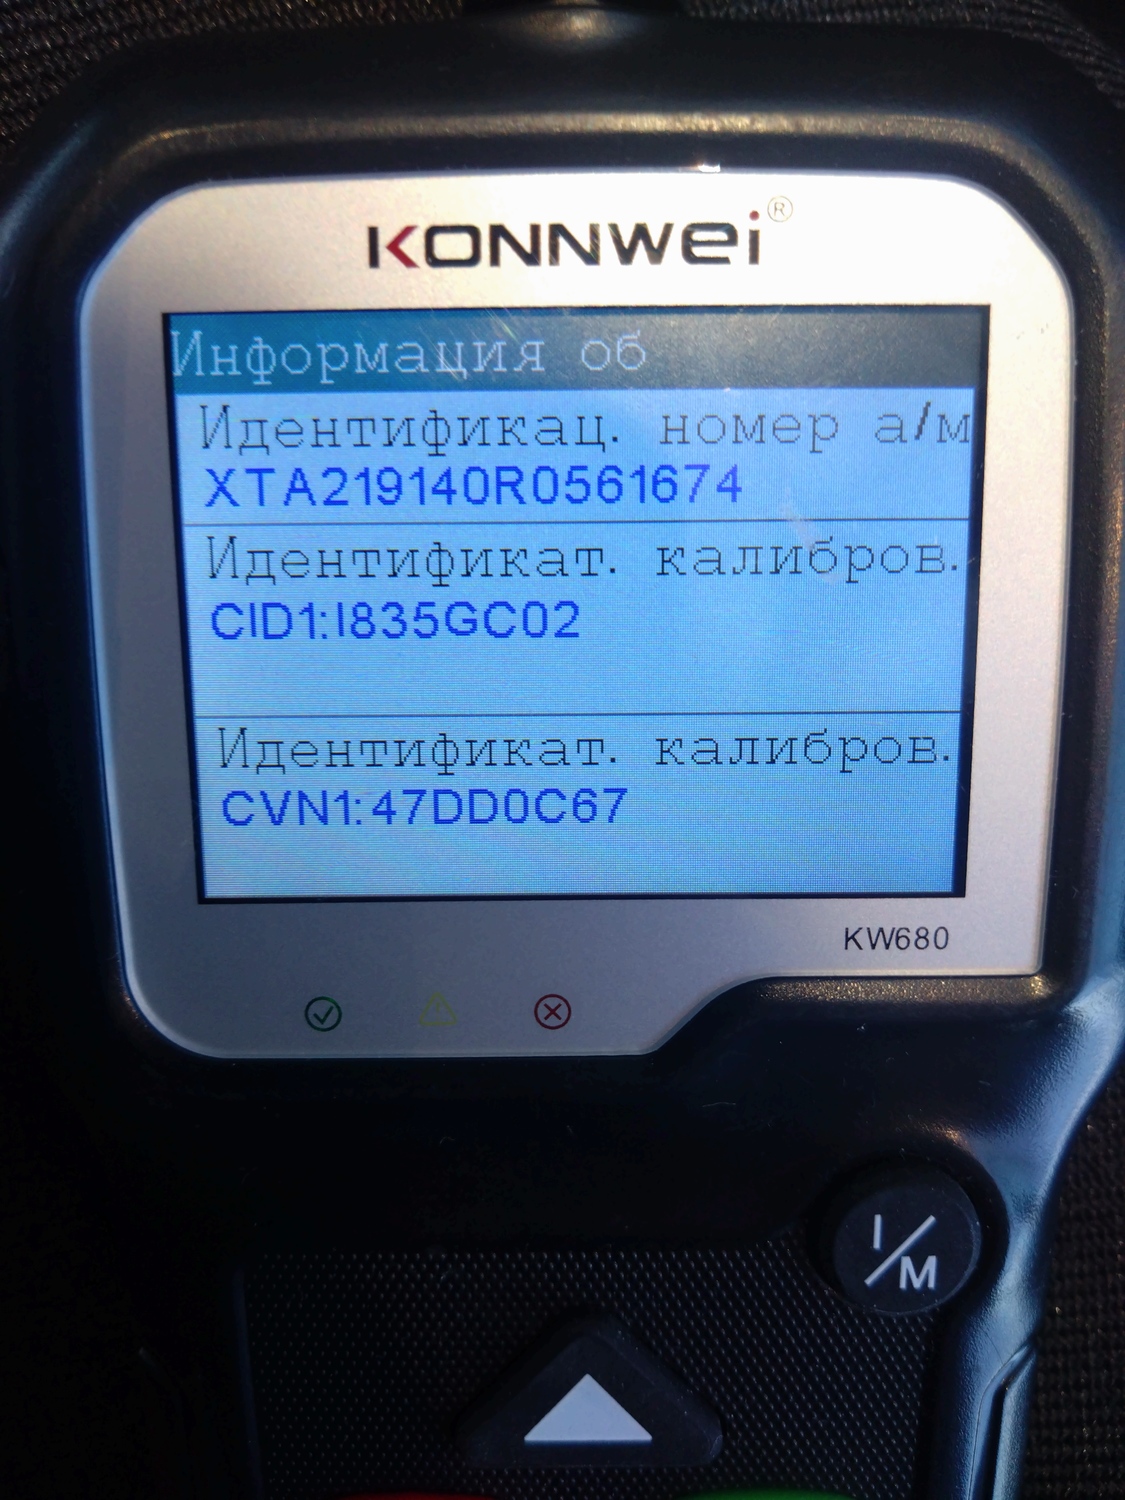 KONNWEI®
Информация об
Идентификац. номер а/м
XTA219140R0561674
Идентификат. калибров.
CID1:I835GC02
Идентификат. калибров.
CVN1:47DD0C67
KW680
I/M